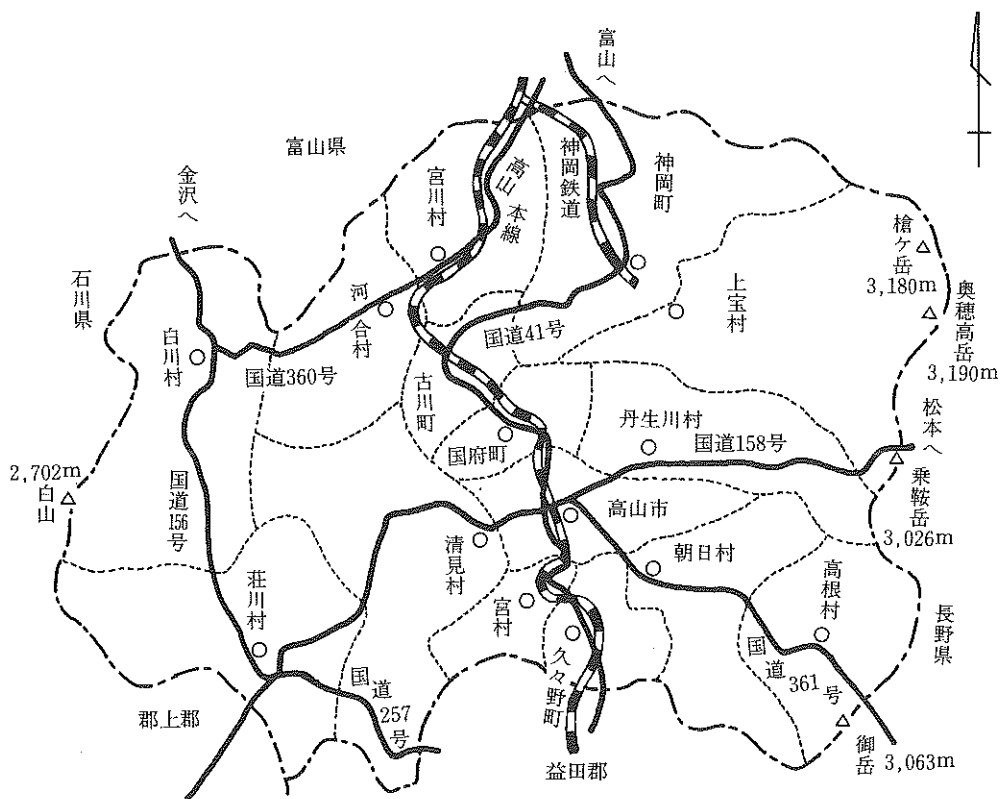 富山へ
富山県
金沢へ
宮川村
高山本線
神岡鉄道
神岡町
槍ヶ岳
3,180m
石川県
河合村
上宝村
奥穂高岳
3,190m
白川村
国道360号
国道41号
古川町
丹生川村
国道158号
松本へ
国府町
2,702m
白山
国道156号
乗鞍岳
3,026m
高山市
清見村
朝日村
荘川村
宮村
高根村
長野県
久々野町
国道361号
国道257号
郡上郡
御岳
3,063m
益田郡